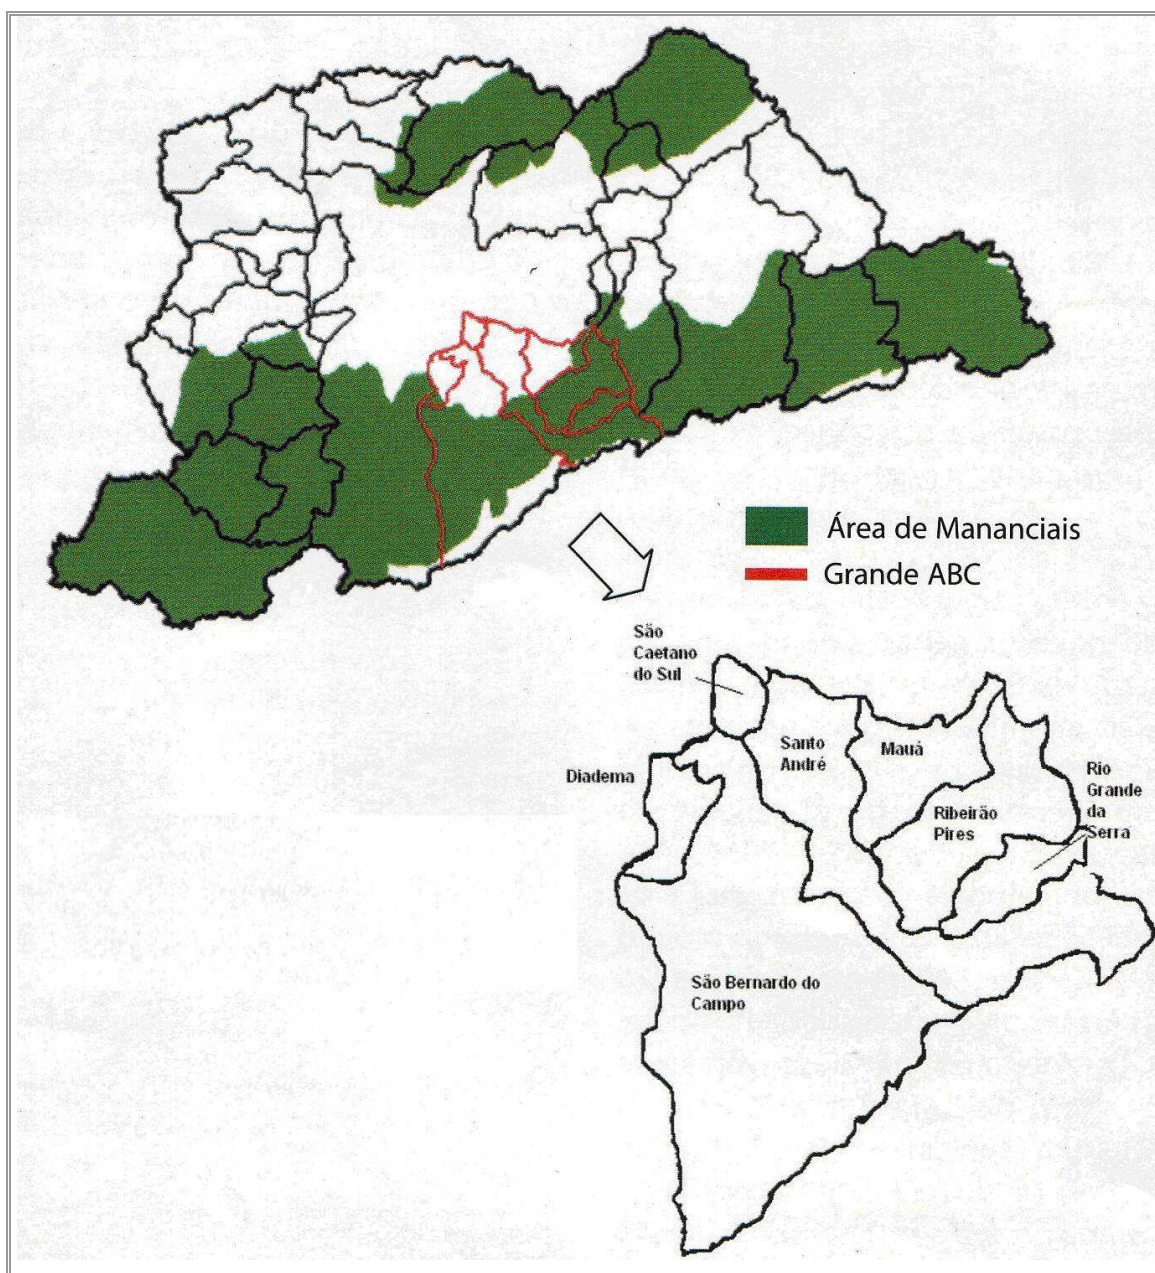 Área de Mananciais
Grande ABC
São
Caetano
do Sul
Santo
André
Mauá
Diadema
Rio
Grande
da
Serra
Ribeirão
Pires
São Bernardo do
Campo